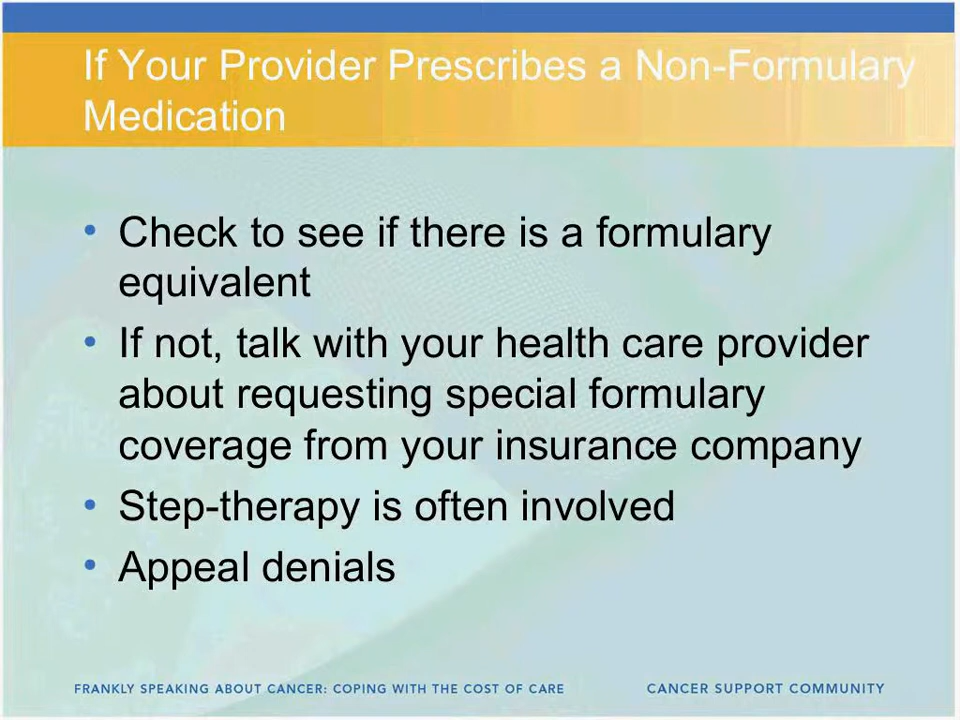 If Your Provider Prescribes a Non-Formulary
Medication
• Check to see if there is a formulary
equivalent
• If not, talk with your health care provider
about requesting special formulary
coverage from your insurance company
• Step-therapy is often involved
• Appeal denials
FRANKLY SPEAKING ABOUT CANCER: COPING WITH THE COST OF CARE CANCER SUPPORT COMMUNITY